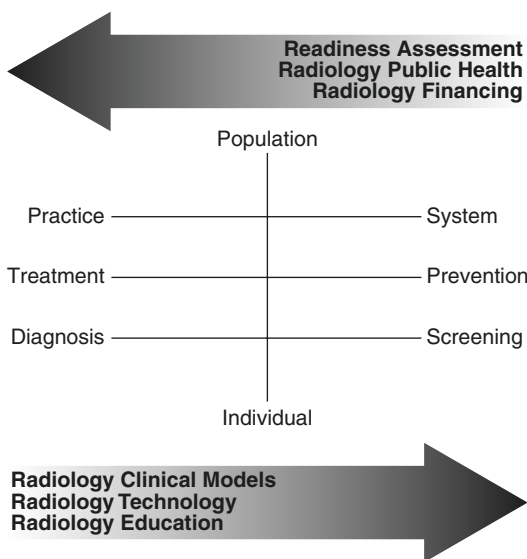 Readiness Assessment
Radiology Public Health
Radiology Financing
Population
Practice System
Treatment Prevention
Diagnosis Screening
Individual
Radiology Clinical Models
Radiology Technology
Radiology Education